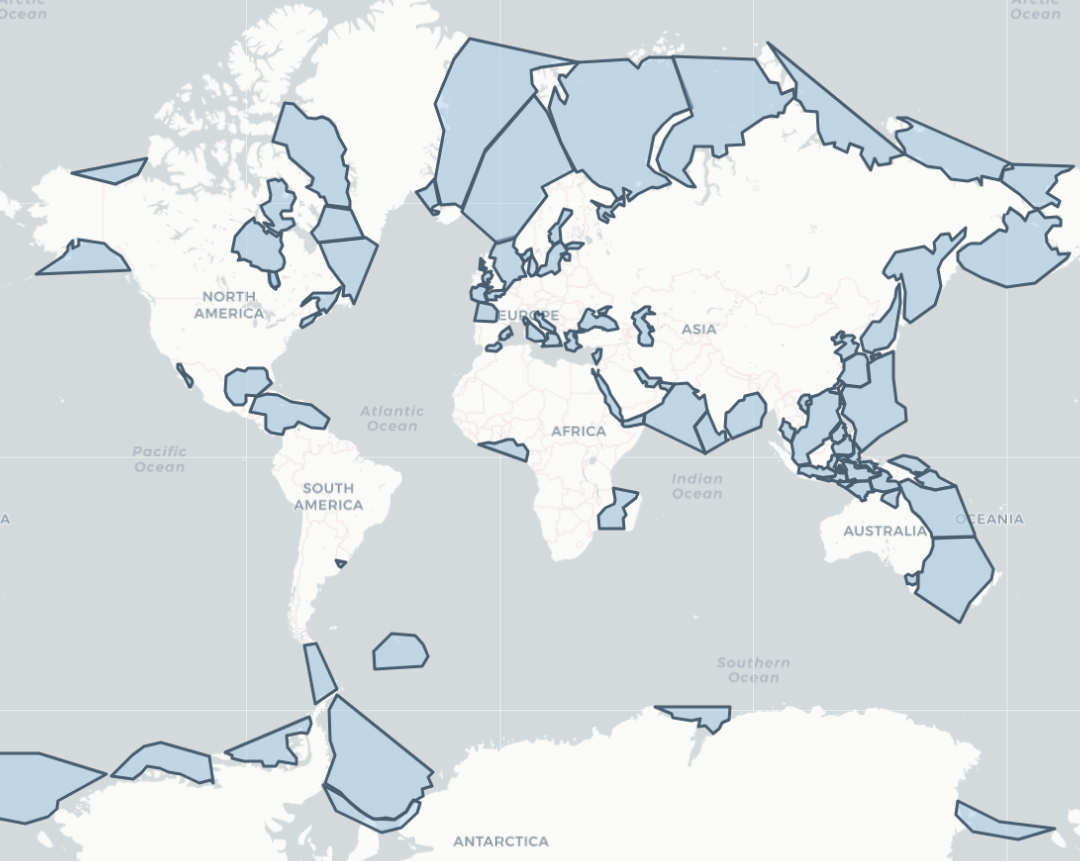 Ocean
Arctic
Ocean
NORTH
AMERICA
EUROPE
ASIA
Atlantic
Ocean
AFRICA
Pacific
Ocean
Indian
Ocean
SOUTH
AMERICA
A
OCEANIA
AUSTRALIA
Southern
Ocean
ANTARCTICA